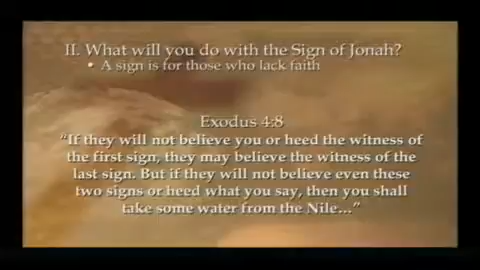 II. What will you do with the Sign of Jonah?
• A sign is for those who lack faith
Exodus 4:8
“If they will not believe you or heed the witness of
the first sign, they may believe the witness of the
last sign. But if they will not believe even these
two signs or heed what you say, then you shall
take some water from the Nile…”